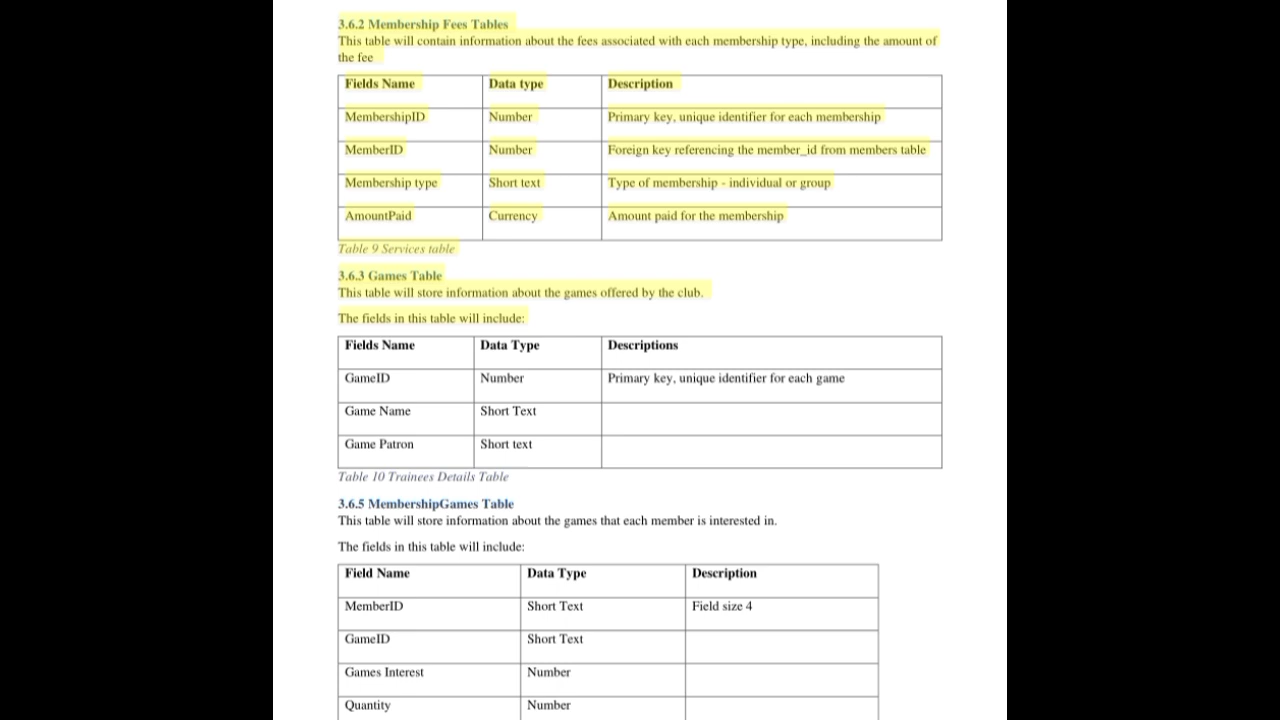 3.6.2 Membership Fees Tables
This table will contain information about the fees associated with each membership type, including the amount of
the fee
Fields Name Data type Description
MembershipID Number Primary key, unique identifier for each membership
MemberID Number Foreign key referencing the member_id from members table
Membership type Short text Type of membership - individual or group
AmountPaid Currency Amount paid for the membership
Table 9 Services table
3.6.3 Games Table
This table will store information about the games offered by the club.
The fields in this table will include:
Fields Name Data Type Descriptions
GameID Number Primary key, unique identifier for each game
Game Name Short Text
Game Patron Short text
Table 10 Trainees Details Table
3.6.5 MembershipGames Table
This table will store information about the games that each member is interested in.
The fields in this table will include:
Field Name Data Type Description
MemberID Short Text Field size 4
GameID Short Text
Games Interest Number
Quantity Number